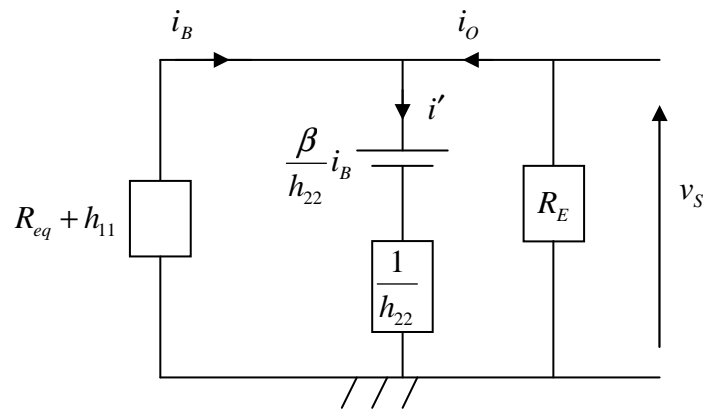 i_B
i_O
i'
β/h_22 i_B
R_eq + h_11
R_E
v_S
1/h_22